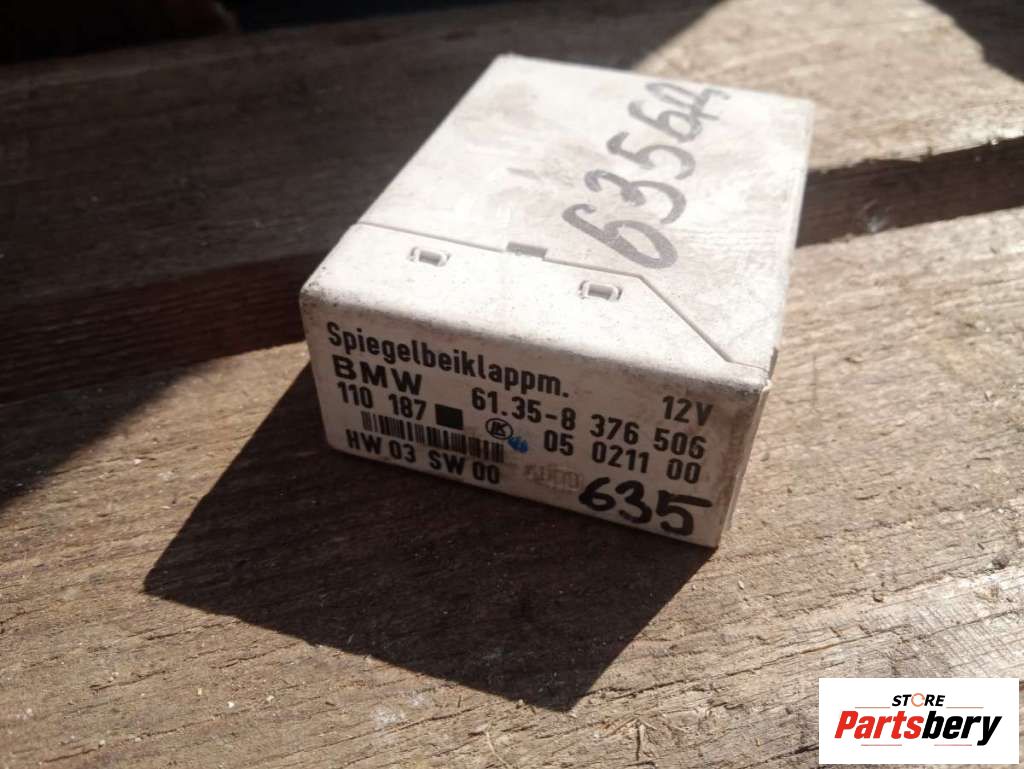 6356A
Spiegelbeiklappm.
BMW 12V
110 187 61.35-8 376 506
05 0211 00
HW 03 SW 00
635
STORE
Partsbery